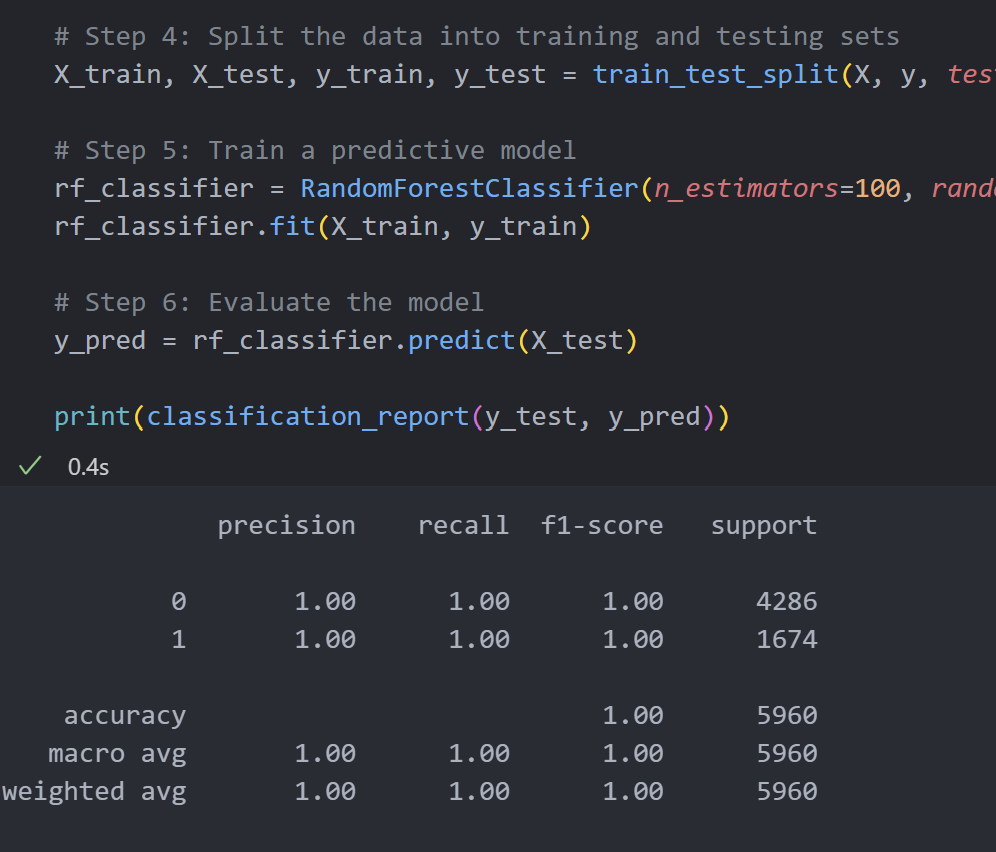 # Step 4: Split the data into training and testing sets
X_train, X_test, y_train, y_test = train_test_split(X, y, tes
# Step 5: Train a predictive model
rf_classifier = RandomForestClassifier(n_estimators=100, rand
rf_classifier.fit(X_train, y_train)
# Step 6: Evaluate the model
y_pred = rf_classifier.predict(X_test)
print(classification_report(y_test, y_pred))
0.4s
precision recall f1-score support
0 1.00 1.00 1.00 4286
1 1.00 1.00 1.00 1674
accuracy 1.00 5960
macro avg 1.00 1.00 1.00 5960
weighted avg 1.00 1.00 1.00 5960